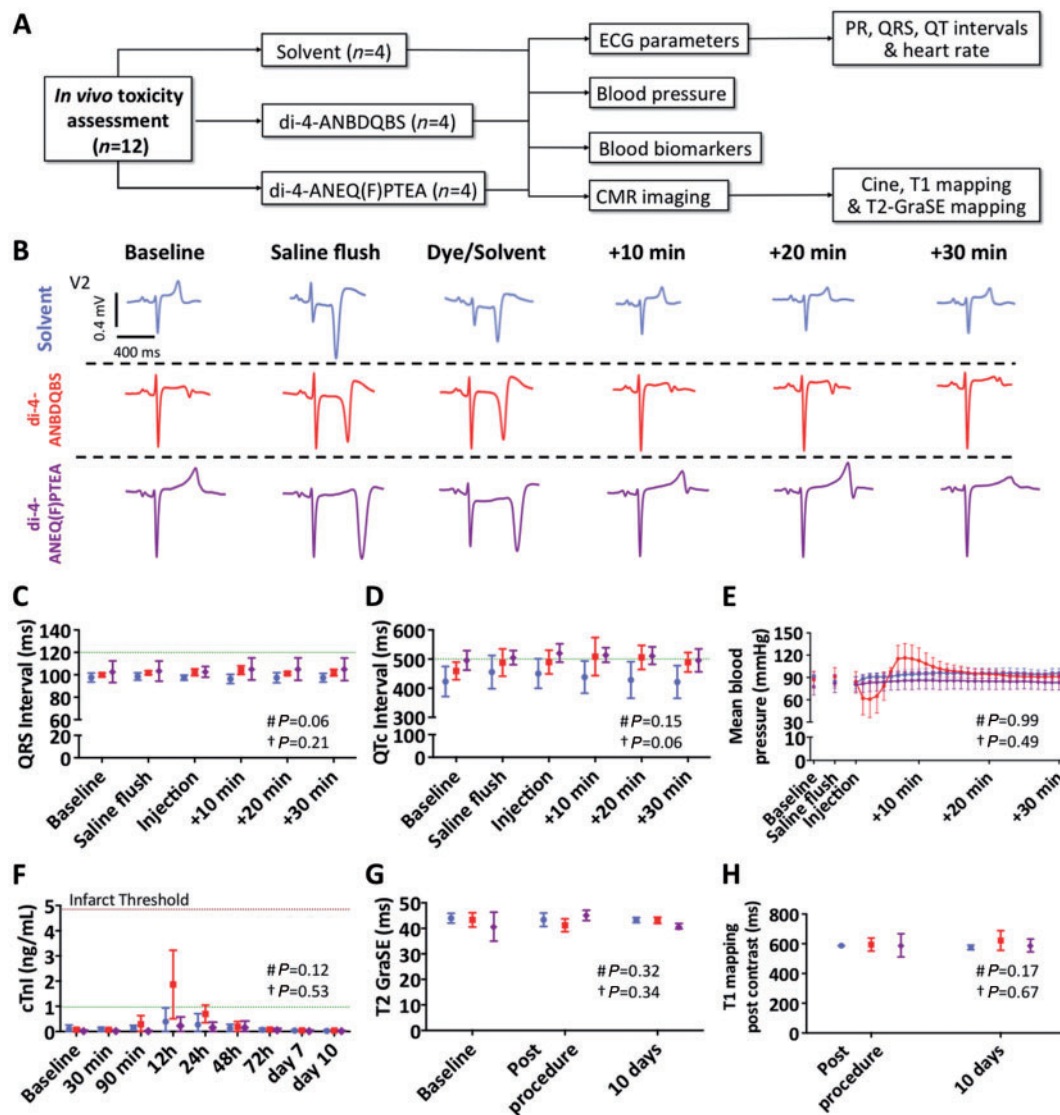 A
In vivo toxicity
assessment
(n=12)
Solvent (n=4)
di-4-ANBDQBS (n=4)
di-4-ANEQ(F)PTEA (n=4)
ECG parameters
Blood pressure
Blood biomarkers
CMR imaging
PR, QRS, QT intervals
& heart rate
Cine, T1 mapping
& T2-GraSE mapping
B
Baseline
Saline flush
Dye/Solvent
+10 min
+20 min
+30 min
V2
0.4 mV
400 ms
Solvent
di-4-
ANBDQBS
di-4-
ANEQ(F)PTEA
C
QRS Interval (ms)
140
120
100
80
60
20
0
# P=0.06
† P=0.21
Baseline
Saline flush
Injection
+10 min
+20 min
+30 min
D
QTc Interval (ms)
600
500
400
300
100
0
# P=0.15
† P=0.06
Baseline
Saline flush
Injection
+10 min
+20 min
+30 min
E
Mean blood
pressure (mmHg)
150
120
90
60
30
10
0
# P=0.99
† P=0.49
Baseline
Saline flush
Injection
+10 min
+20 min
+30 min
F
cTnI (ng/mL)
5
4
3
2
1
0
Infarct Threshold
# P=0.12
† P=0.53
Baseline
30 min
90 min
12h
24h
48h
72h
day 7
day 10
G
T2 GraSE (ms)
50
40
30
20
10
0
# P=0.32
† P=0.34
Baseline
Post
procedure
10 days
H
T1 mapping
post contrast (ms)
800
600
400
200
0
# P=0.17
† P=0.67
Post
procedure
10 days